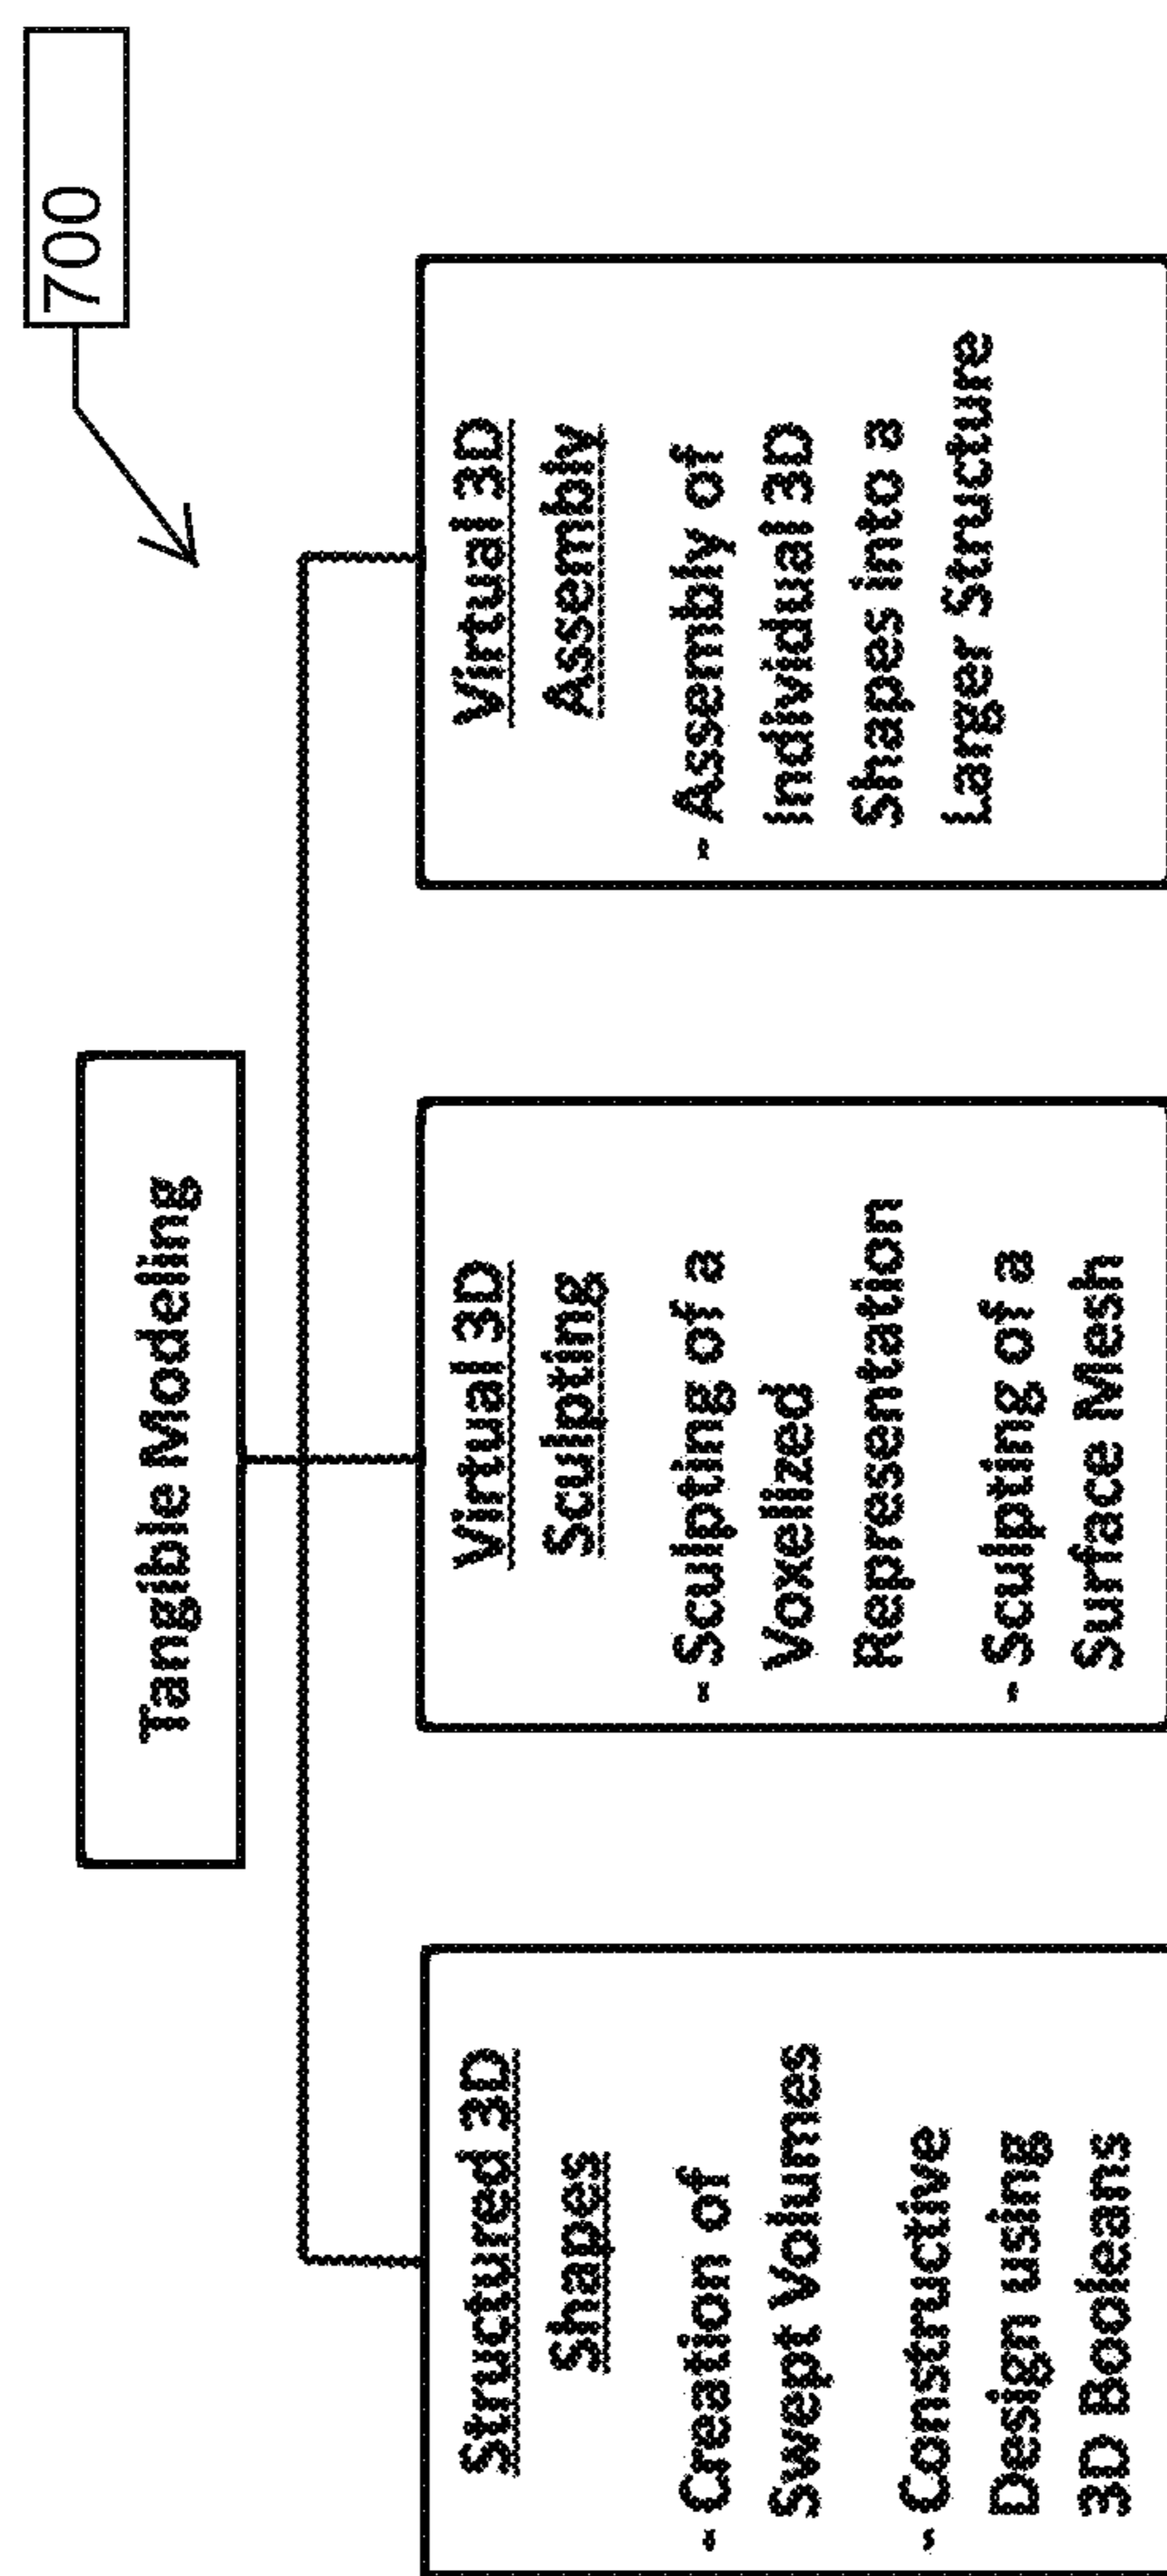 700
Tangible Modeling
Structured 3D
Shapes
- Creation of
Swept Volumes
- Constructive
Design using
3D Booleans
Virtual 3D
Sculpting
- Sculpting of a
Voxelized
Representation
- Sculpting of a
Surface Mesh
Virtual 3D
Assembly
- Assembly of
Individual 3D
Shapes into a
Larger Structure